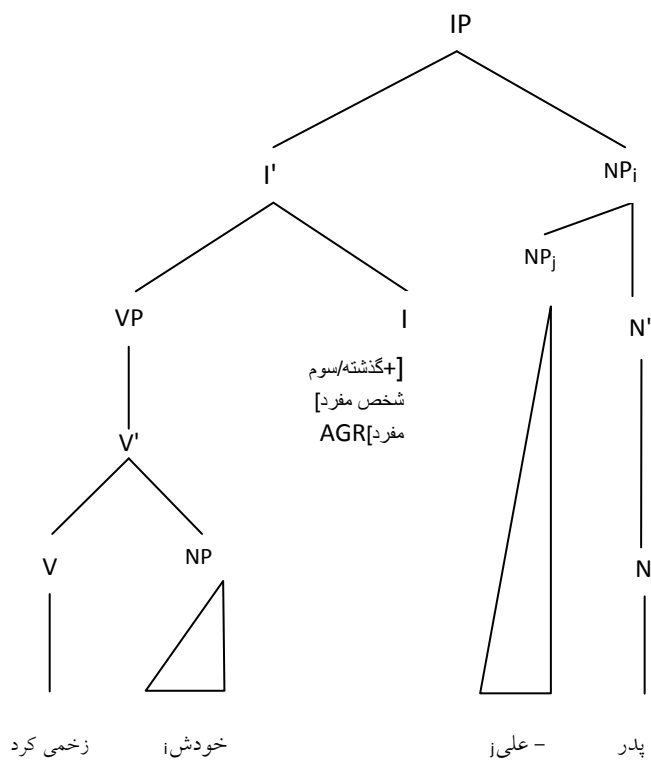 IP
I'
NPi
NPj
VP
I
N'
[+گذشته/سوم
شخص مفرد]
مفرد]AGR
V'
V
NP
N
پدر
– علیj
خودشi
زخمی کرد